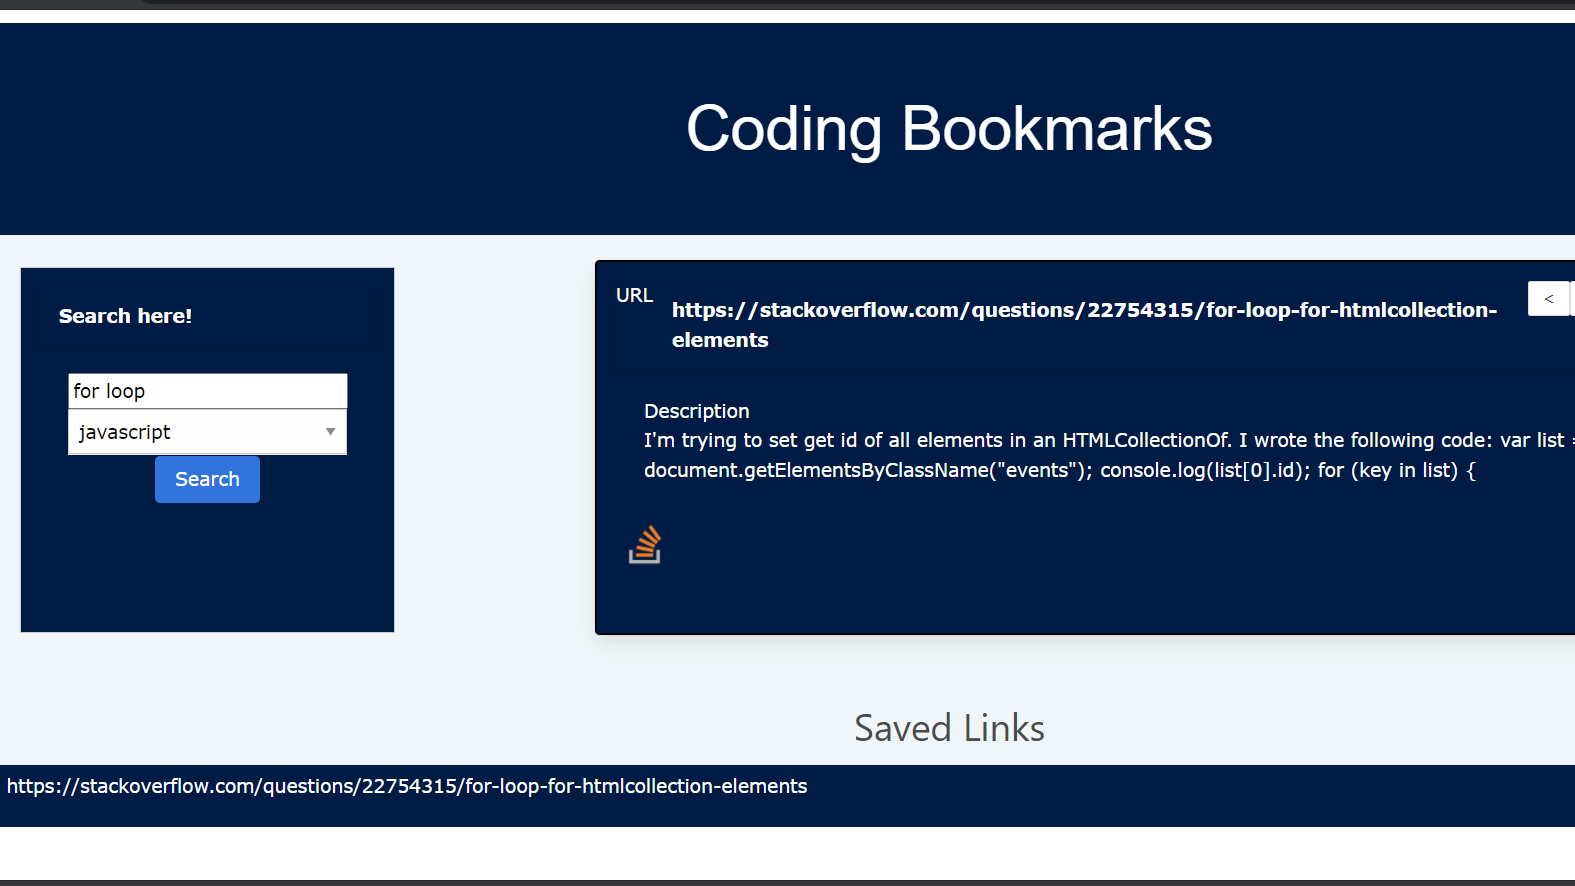 Coding Bookmarks
Search here!
for loop
javascript
Search
URL
https://stackoverflow.com/questions/22754315/for-loop-for-htmlcollection-
elements
<
Description
I'm trying to set get id of all elements in an HTMLCollectionOf. I wrote the following code: var list =
document.getElementsByClassName("events"); console.log(list[0].id); for (key in list) {
Saved Links
https://stackoverflow.com/questions/22754315/for-loop-for-htmlcollection-elements